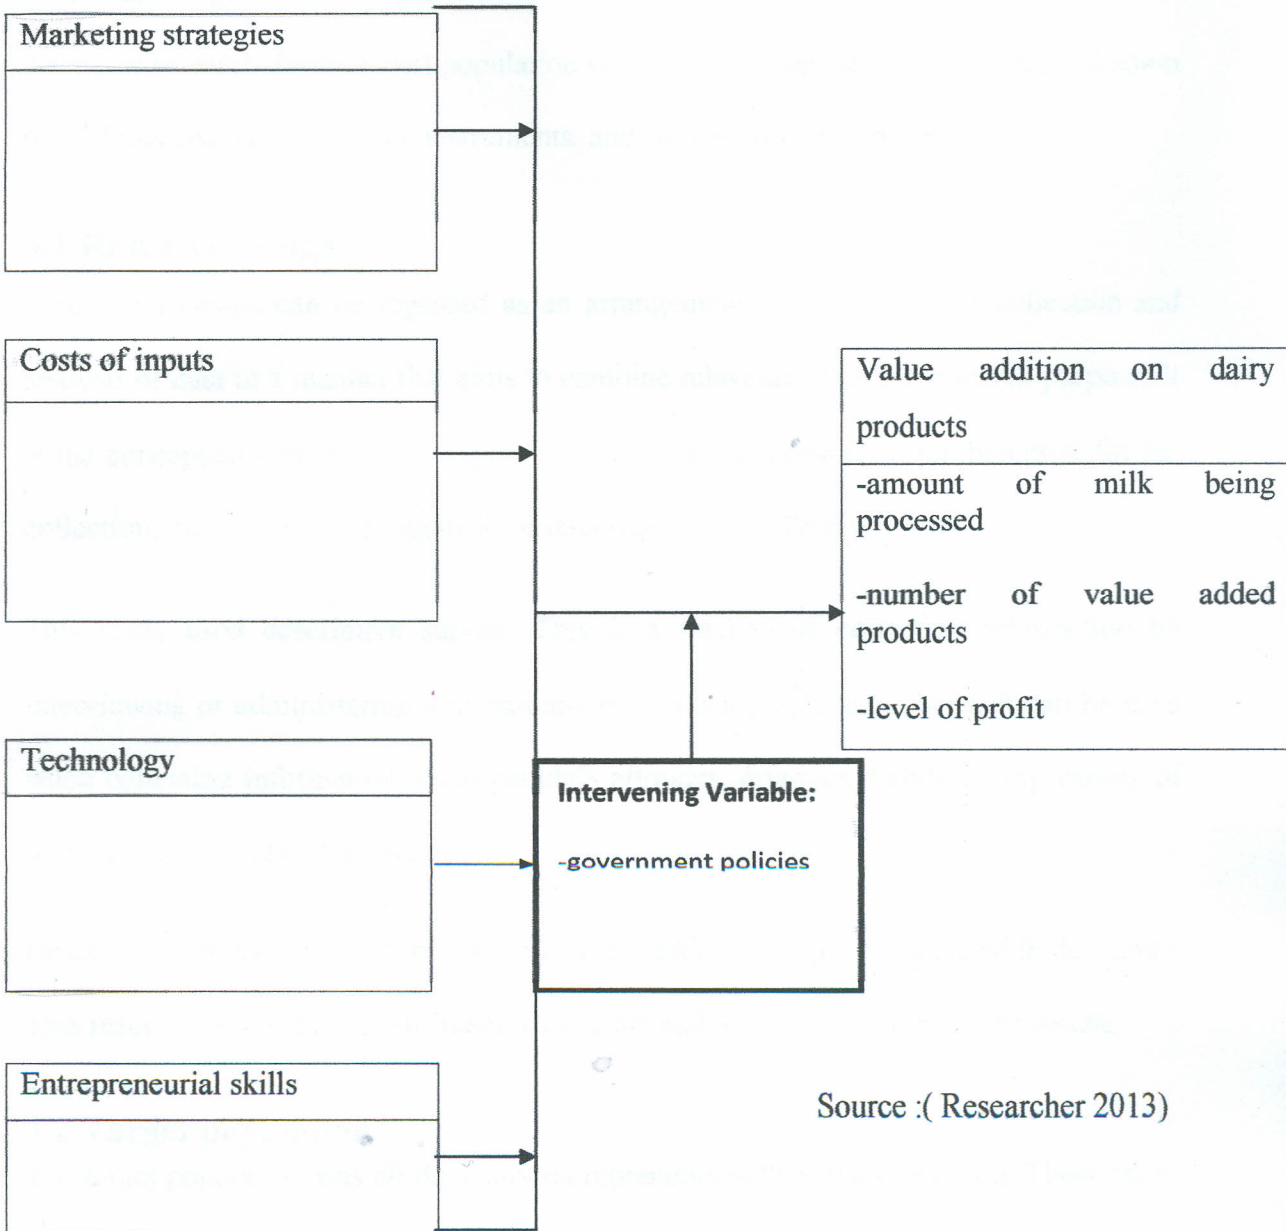 Marketing strategies
Costs of inputs
Technology
Entrepreneurial skills
Value addition on dairy
products
-amount of milk being
processed
-number of value added
products
-level of profit
Intervening Variable:
-government policies
Source :( Researcher 2013)